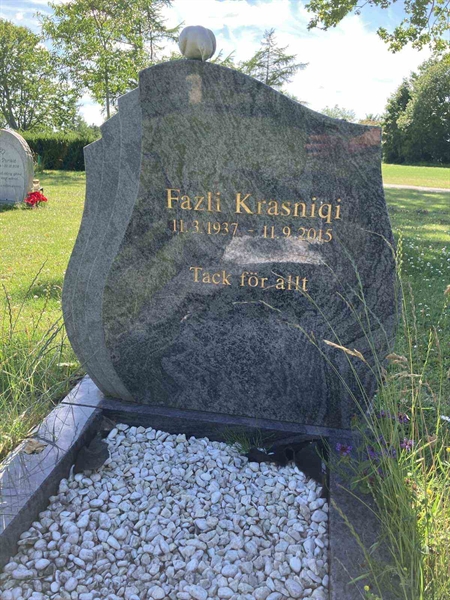 Fazli Krasniqi
11.3.1937 - 11.9.2015
Tack för allt